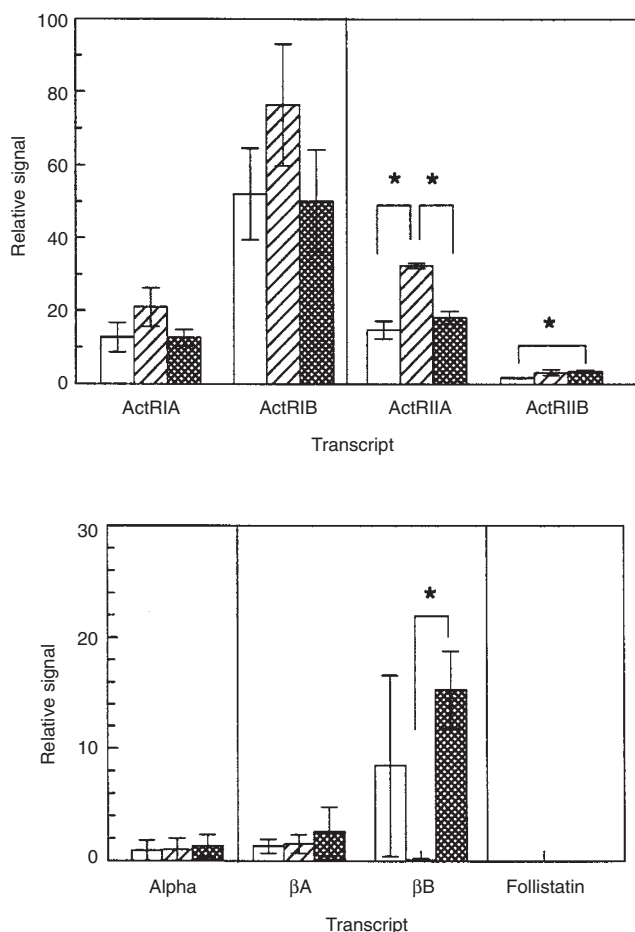 100
80
60
40
20
0
Relative signal
* *
*
ActRIA ActRIB ActRIIA ActRIIB
Transcript
30
20
10
0
Relative signal
*
Alpha βA βB Follistatin
Transcript